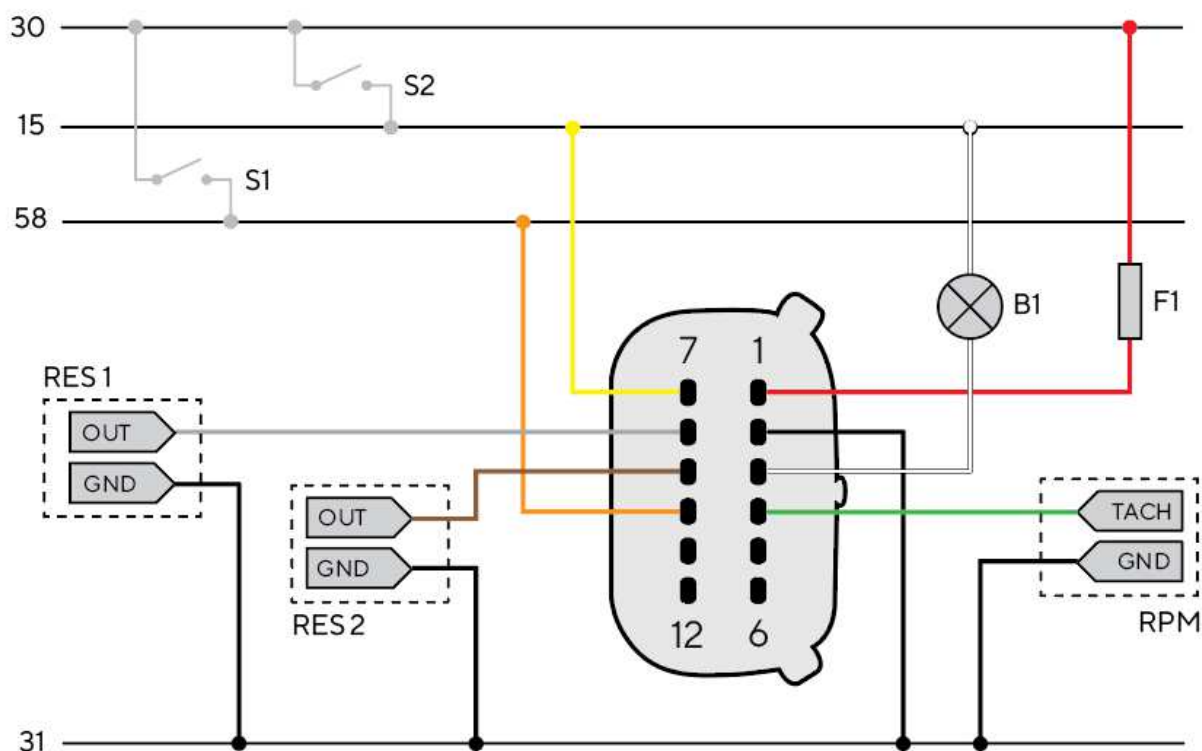 30
S2
15
S1
58
B1
F1
7 1
RES 1
OUT
GND
OUT
GND
RES 2
TACH
GND
RPM
12 6
31